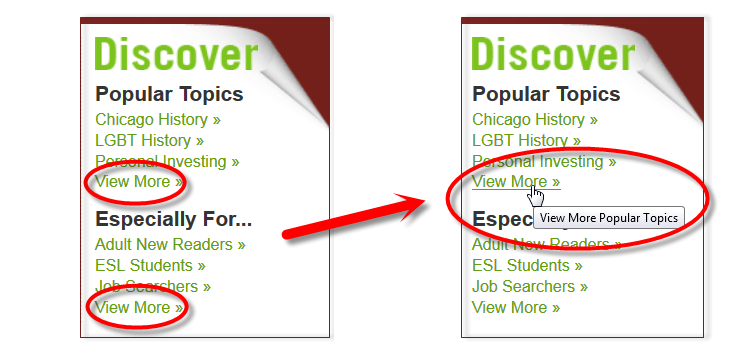 Discover
Popular Topics
Chicago History »
LGBT History »
Personal Investing »
View More »
Especially For...
Adult New Readers »
ESL Students »
Job Searchers »
View More »
Discover
Popular Topics
Chicago History »
LGBT History »
Personal Investing »
View More »
View More Popular Topics
Espec
Adult New Readers »
ESL Students »
Job Searchers »
View More »